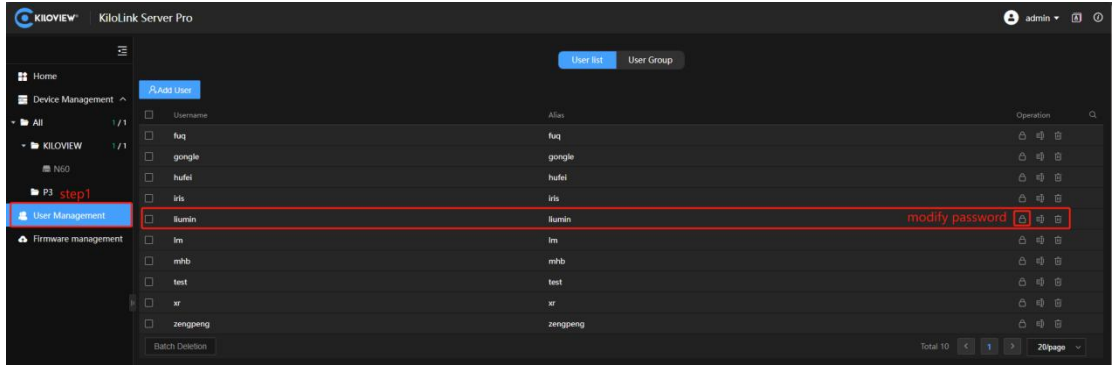 KILOVIEW KiloLink Server Pro admin
User list User Group
Home
Add User
Device Management
Username Alias Operation
All 1/1
fuq fuq
KILOVIEW 1/1
gongle gongle
N60
hufei hufei
P3 step1
iris iris
User Management
liumin liumin modify password
Firmware management
lm lm
mhb mhb
test test
xr xr
zengpeng zengpeng
Batch Deletion Total 10 < 1 > 20/page